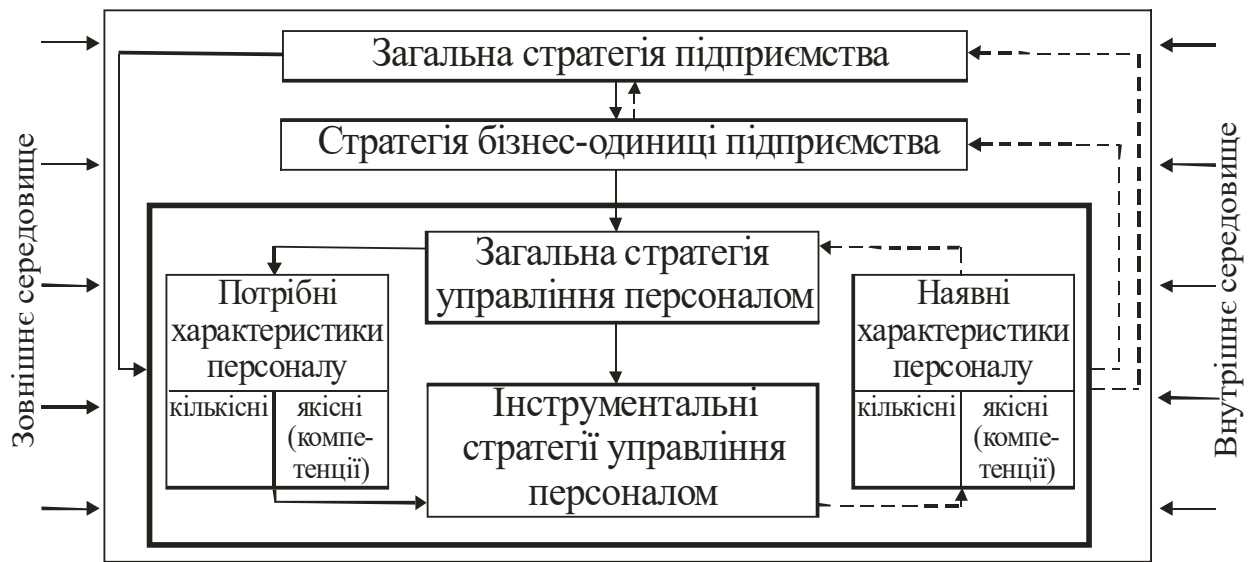 Загальна стратегія підприємства
Стратегія бізнес-одиниці підприємства
Зовнішнє середовище
Внутрішнє середовище
Загальна стратегія
управління персоналом
Потрібні
характеристики
персоналу
кількісні
якісні
(компе-
тенції)
Інструментальні
стратегії управління
персоналом
Наявні
характеристики
персоналу
кількісні
якісні
(компе-
тенції)